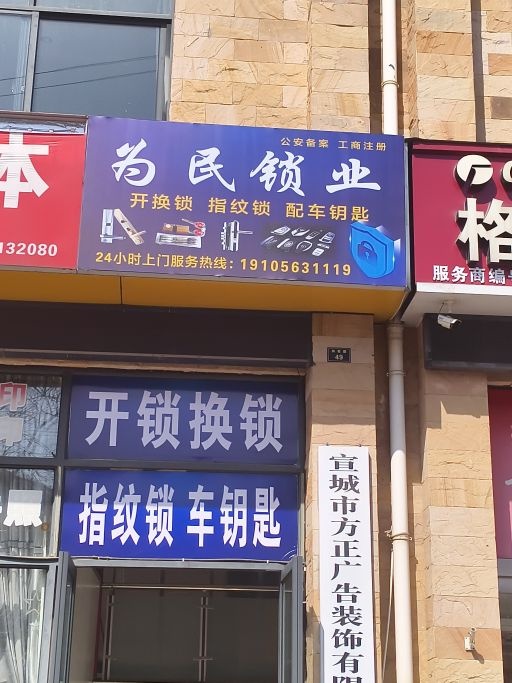 本
132080
公安备案 工商注册
为民锁业
开换锁 指纹锁 配车钥匙
24小时上门服务热线：19105631119
格
服务商编号
49
印
开锁换锁
指纹锁 车钥匙
宣城市方正广告装饰有限